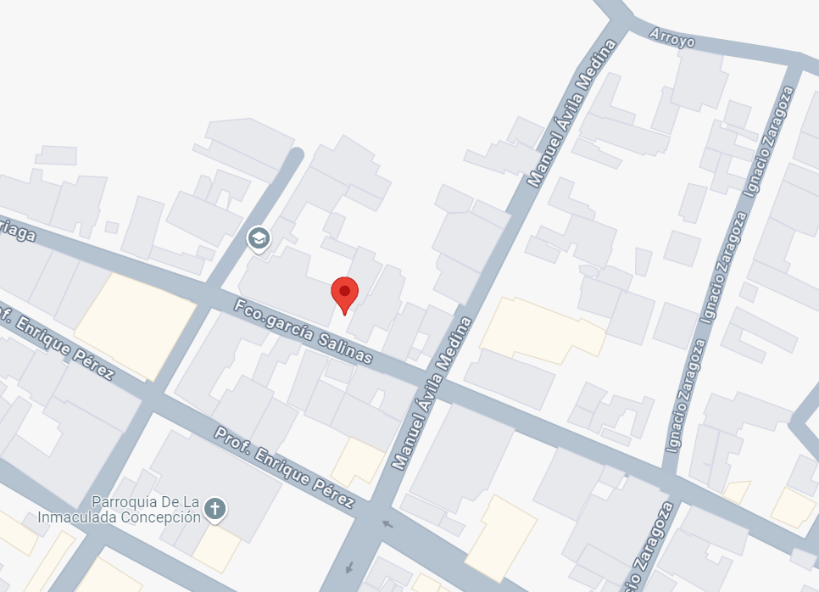 Arroyo
Manuel Ávila Medina
Ignacio Zaragoza
riaga
Ignacio Zaragoza
Fco.garcía Salinas
of. Enrique Pérez
Manuel Ávila Medina
Ignacio Zaragoza
Prof. Enrique Pérez
Parroquia De La
Inmaculada Concepción
cio Zaragoza